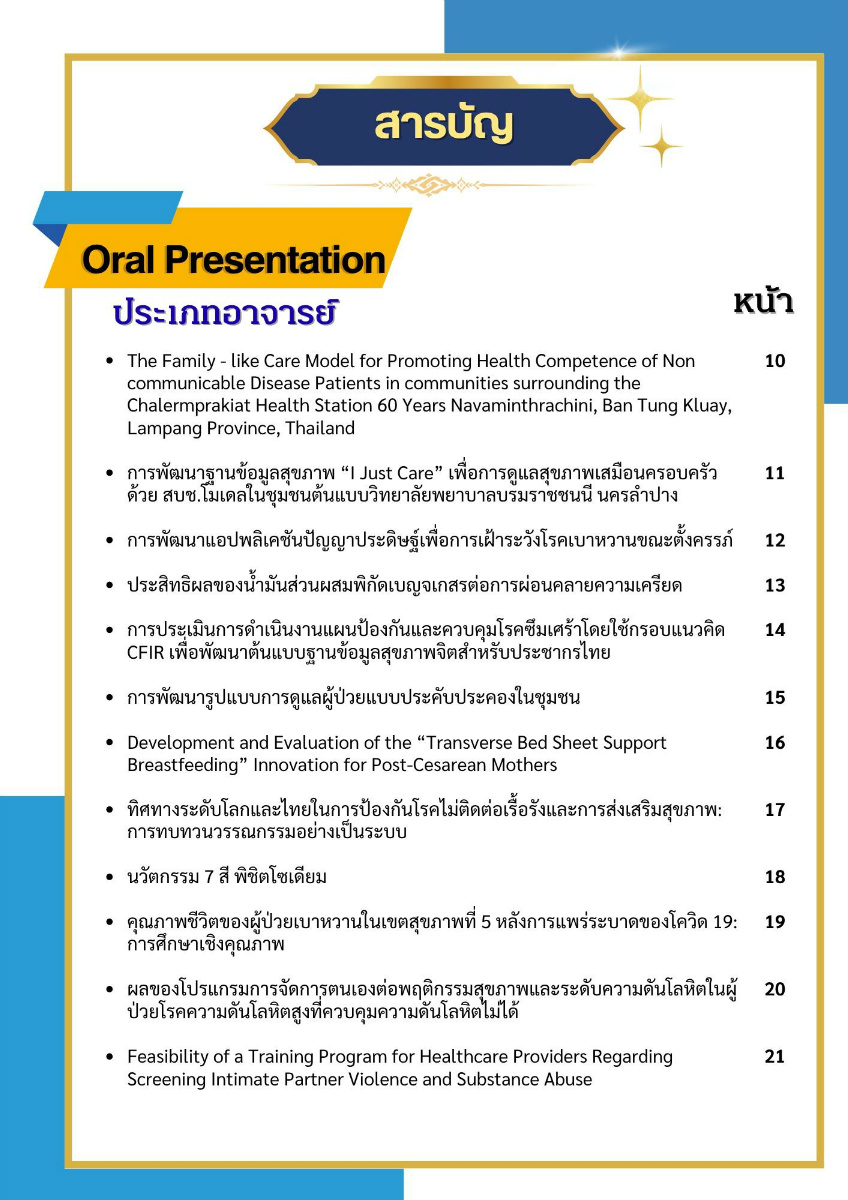 สารบัญ
Oral Presentation
ประเภทอาจารย์
หน้า
• The Family - like Care Model for Promoting Health Competence of Non 10
communicable Disease Patients in communities surrounding the
Chalermprakiat Health Station 60 Years Navaminthrachini, Ban Tung Kluay,
Lampang Province, Thailand
• การพัฒนาฐานข้อมูลสุขภาพ “I Just Care” เพื่อการดูแลสุขภาพเสมือนครอบครัว 11
ด้วย สบช.โมเดลในชุมชนต้นแบบวิทยาลัยพยาบาลบรมราชชนนี นครลำปาง
• การพัฒนาแอปพลิเคชันปัญญาประดิษฐ์เพื่อการเฝ้าระวังโรคเบาหวานขณะตั้งครรภ์ 12
• ประสิทธิผลของน้ำมันส่วนผสมพิกัดเบญจเกสรต่อการผ่อนคลายความเครียด 13
• การประเมินการดำเนินงานแผนป้องกันและควบคุมโรคซึมเศร้าโดยใช้กรอบแนวคิด 14
CFIR เพื่อพัฒนาต้นแบบฐานข้อมูลสุขภาพจิตสำหรับประชากรไทย
• การพัฒนารูปแบบการดูแลผู้ป่วยแบบประคับประคองในชุมชน 15
• Development and Evaluation of the “Transverse Bed Sheet Support 16
Breastfeeding” Innovation for Post-Cesarean Mothers
• ทิศทางระดับโลกและไทยในการป้องกันโรคไม่ติดต่อเรื้อรังและการส่งเสริมสุขภาพ: 17
การทบทวนวรรณกรรมอย่างเป็นระบบ
• นวัตกรรม 7 สี พิชิตโซเดียม 18
• คุณภาพชีวิตของผู้ป่วยเบาหวานในเขตสุขภาพที่ 5 หลังการแพร่ระบาดของโควิด 19: 19
การศึกษาเชิงคุณภาพ
• ผลของโปรแกรมการจัดการตนเองต่อพฤติกรรมสุขภาพและระดับความดันโลหิตในผู้ 20
ป่วยโรคความดันโลหิตสูงที่ควบคุมความดันโลหิตไม่ได้
• Feasibility of a Training Program for Healthcare Providers Regarding 21
Screening Intimate Partner Violence and Substance Abuse